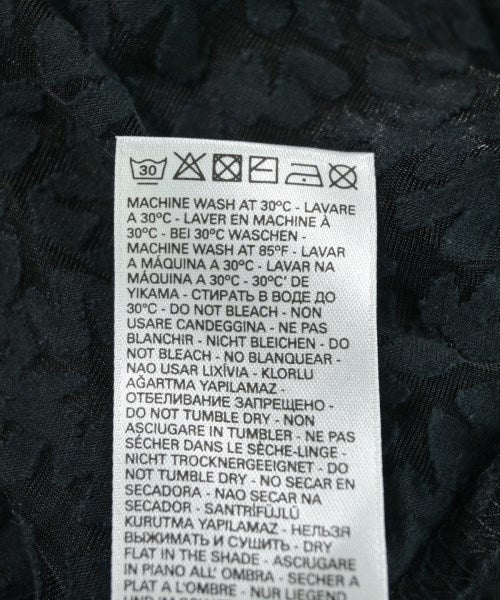 30
MACHINE WASH AT 30°C - LAVARE
A 30°C - LAVER EN MACHINE À
30°C - BEI 30°C WASCHEN -
MACHINE WASH AT 85°F - LAVAR
A MÁQUINA A 30°C - LAVAR NA
MÁQUINA A 30°C - 30°C' DE
YIKAMA - СТИРАТЬ В ВОДЕ ДО
30°C - DO NOT BLEACH - NON
USARE CANDEGGINA - NE PAS
BLANCHIR - NICHT BLEICHEN - DO
NOT BLEACH - NO BLANQUEAR -
NAO USAR LIXÍVIA - KLORLU
AĞARTMA YAPILAMAZ -
ОТБЕЛИВАНИЕ ЗАПРЕЩЕНО -
DO NOT TUMBLE DRY - NON
ASCIUGARE IN TUMBLER - NE PAS
SÉCHER DANS LE SÈCHE-LINGE -
NICHT TROCKNERGEEIGNET - DO
NOT TUMBLE DRY - NO SECAR EN
SECADORA - NAO SECAR NA
SECADOR - SANTRİFÜJLÜ
KURUTMA YAPILAMAZ - НЕЛЬЗЯ
ВЫЖИМАТЬ И СУШИТЬ - DRY
FLAT IN THE SHADE - ASCIUGARE
IN PIANO ALL' OMBRA - SÉCHER A
PLAT A L'OMBRE - NUR LIEGEND